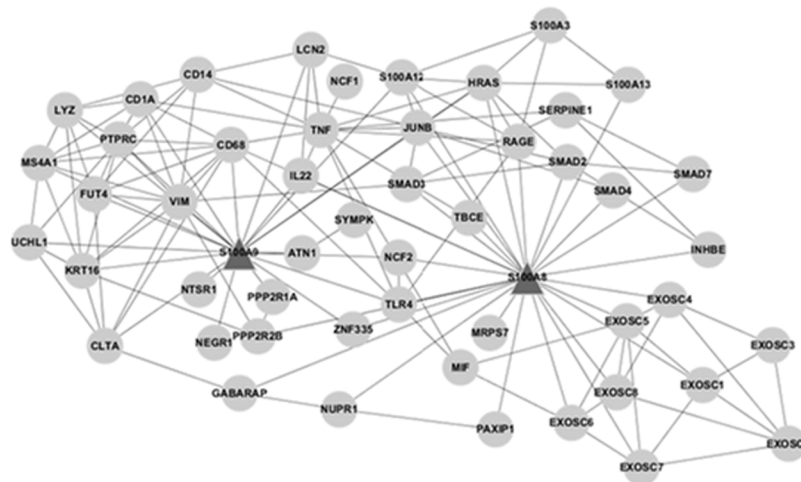 S100A3
LCN2
CD14
NCF1
S100A12
HRAS
S100A13
LYZ
CD1A
SERPINE1
TNF
JUNB
PTPRC
CD68
RAGE
MS4A1
SMAD2
SMAD7
IL22
SMAD3
SMAD4
FUT4
VIM
SYMPK
TBCE
UCHL1
S100A9
ATN1
NCF2
INHBE
KRT16
S100A8
NTSR1
PPP2R1A
TLR4
EXOSC4
EXOSC5
ZNF335
MRPS7
NEGR1
PPP2R2B
CLTA
EXOSC3
MIF
EXOSC1
GABARAP
EXOSC8
NUPR1
EXOSC6
PAXIP1
EXOSC7